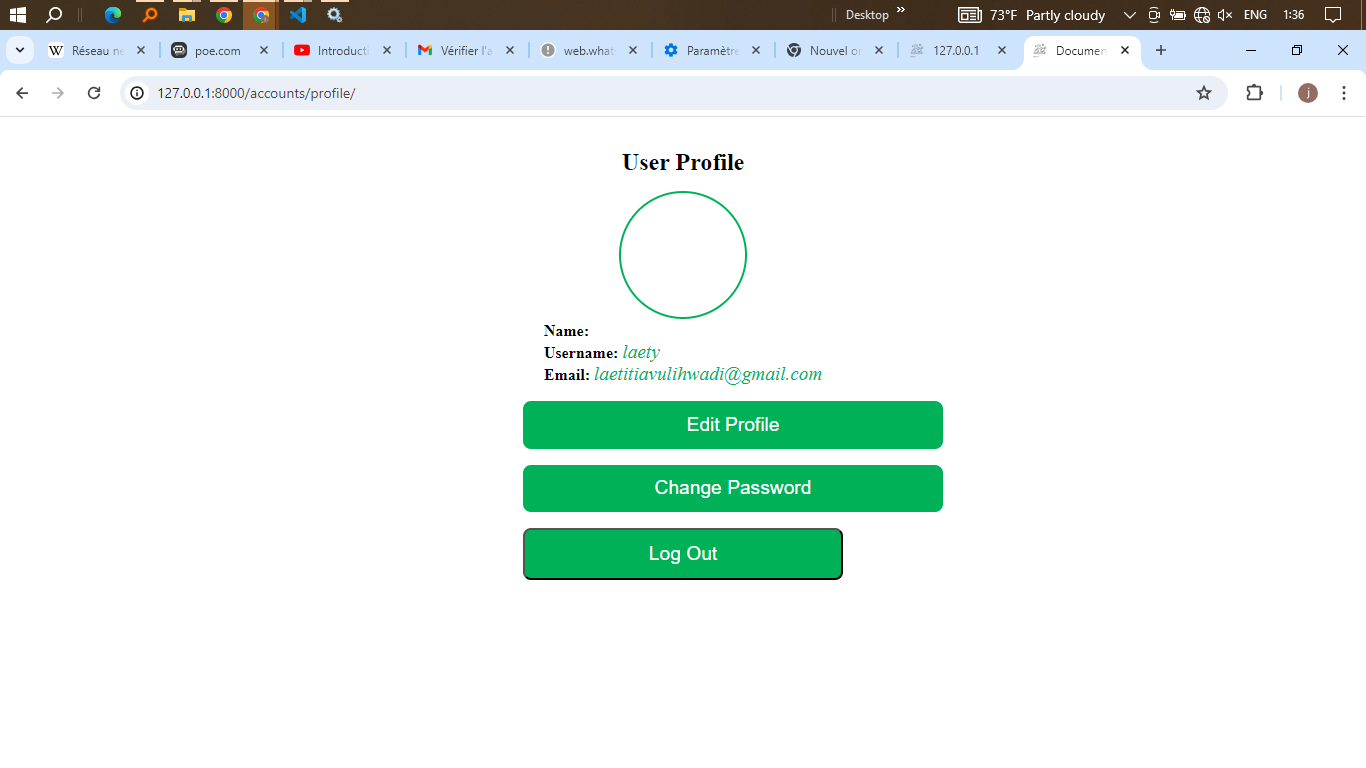 Desktop »
73°F Partly cloudy
ENG
1:36
W Réseau ne
poe.com
Introducti
Vérifier l'a
web.what
Paramètre
Nouvel or
127.0.0.1
Documen
127.0.0.1:8000/accounts/profile/
j
User Profile
Name:
Username: laety
Email: laetitiavulihwadi@gmail.com
Edit Profile
Change Password
Log Out